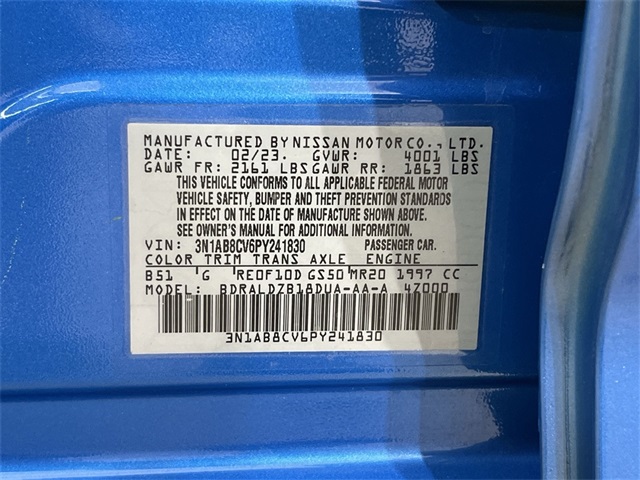 MANUFACTURED BY NISSAN MOTOR CO., LTD.
DATE: 02/23. GVWR: 4001 LBS
GAWR FR: 2161 LBS GAWR RR: 1863 LBS
THIS VEHICLE CONFORMS TO ALL APPLICABLE FEDERAL MOTOR
VEHICLE SAFETY, BUMPER AND THEFT PREVENTION STANDARDS
IN EFFECT ON THE DATE OF MANUFACTURE SHOWN ABOVE.
SEE OWNER'S MANUAL FOR ADDITIONAL INFORMATION.
VIN: 3N1AB8CV6PY241830 PASSENGER CAR.
COLOR TRIM TRANS AXLE ENGINE
B51 G RE0F10D GS50 MR20 1997 CC
MODEL: BDRALDZB18DUA-AA-A 4Z000
3N1AB8CV6PY241830